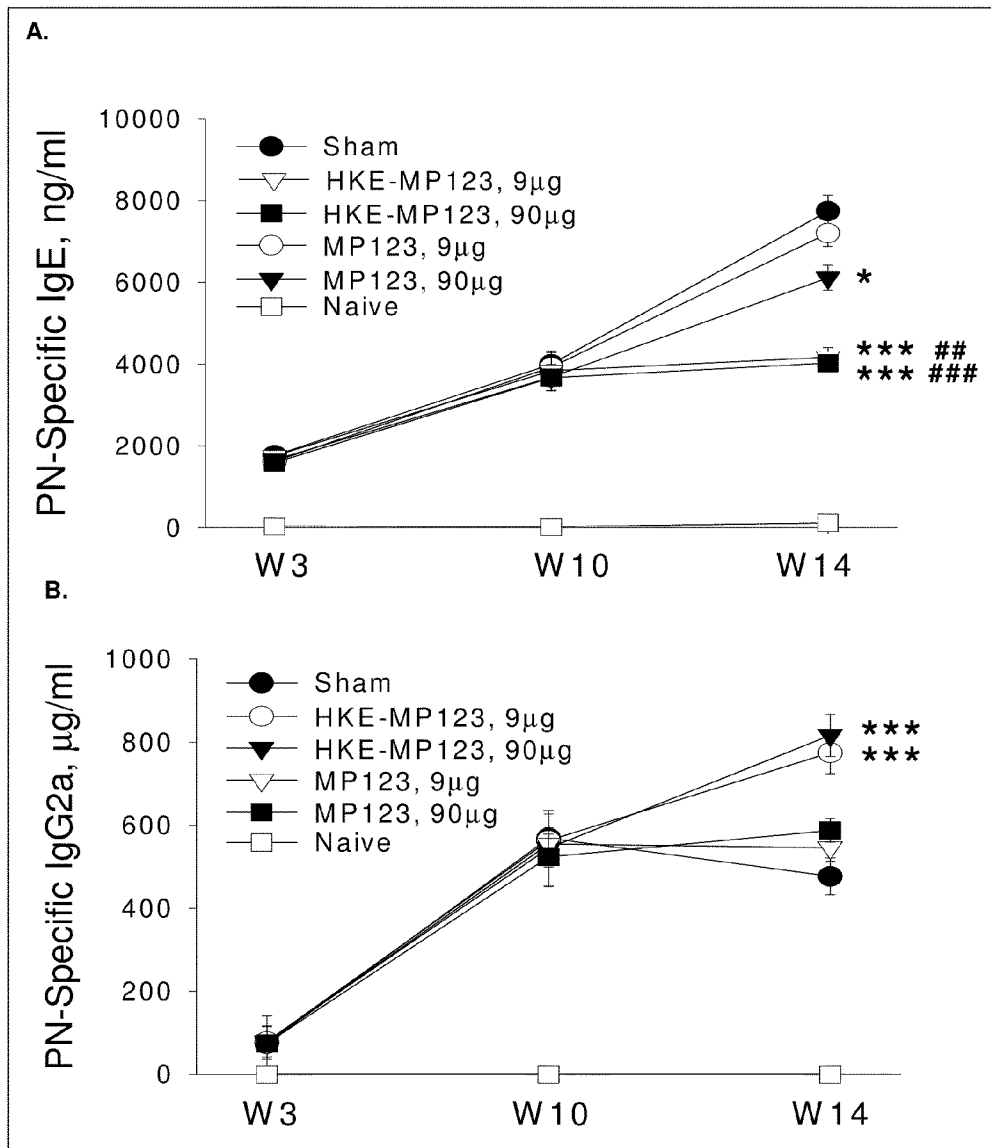 A.
PN-Specific IgE, ng/ml
10000
8000
6000
4000
2000
0
Sham
HKE-MP123, 9µg
HKE-MP123, 90µg
MP123, 9µg
MP123, 90µg
Naive
*
*** ##
*** ###
W3 W10 W14
B.
PN-Specific IgG2a, µg/ml
1000
800
600
400
200
0
Sham
HKE-MP123, 9µg
HKE-MP123, 90µg
MP123, 9µg
MP123, 90µg
Naive
***
***
W3 W10 W14